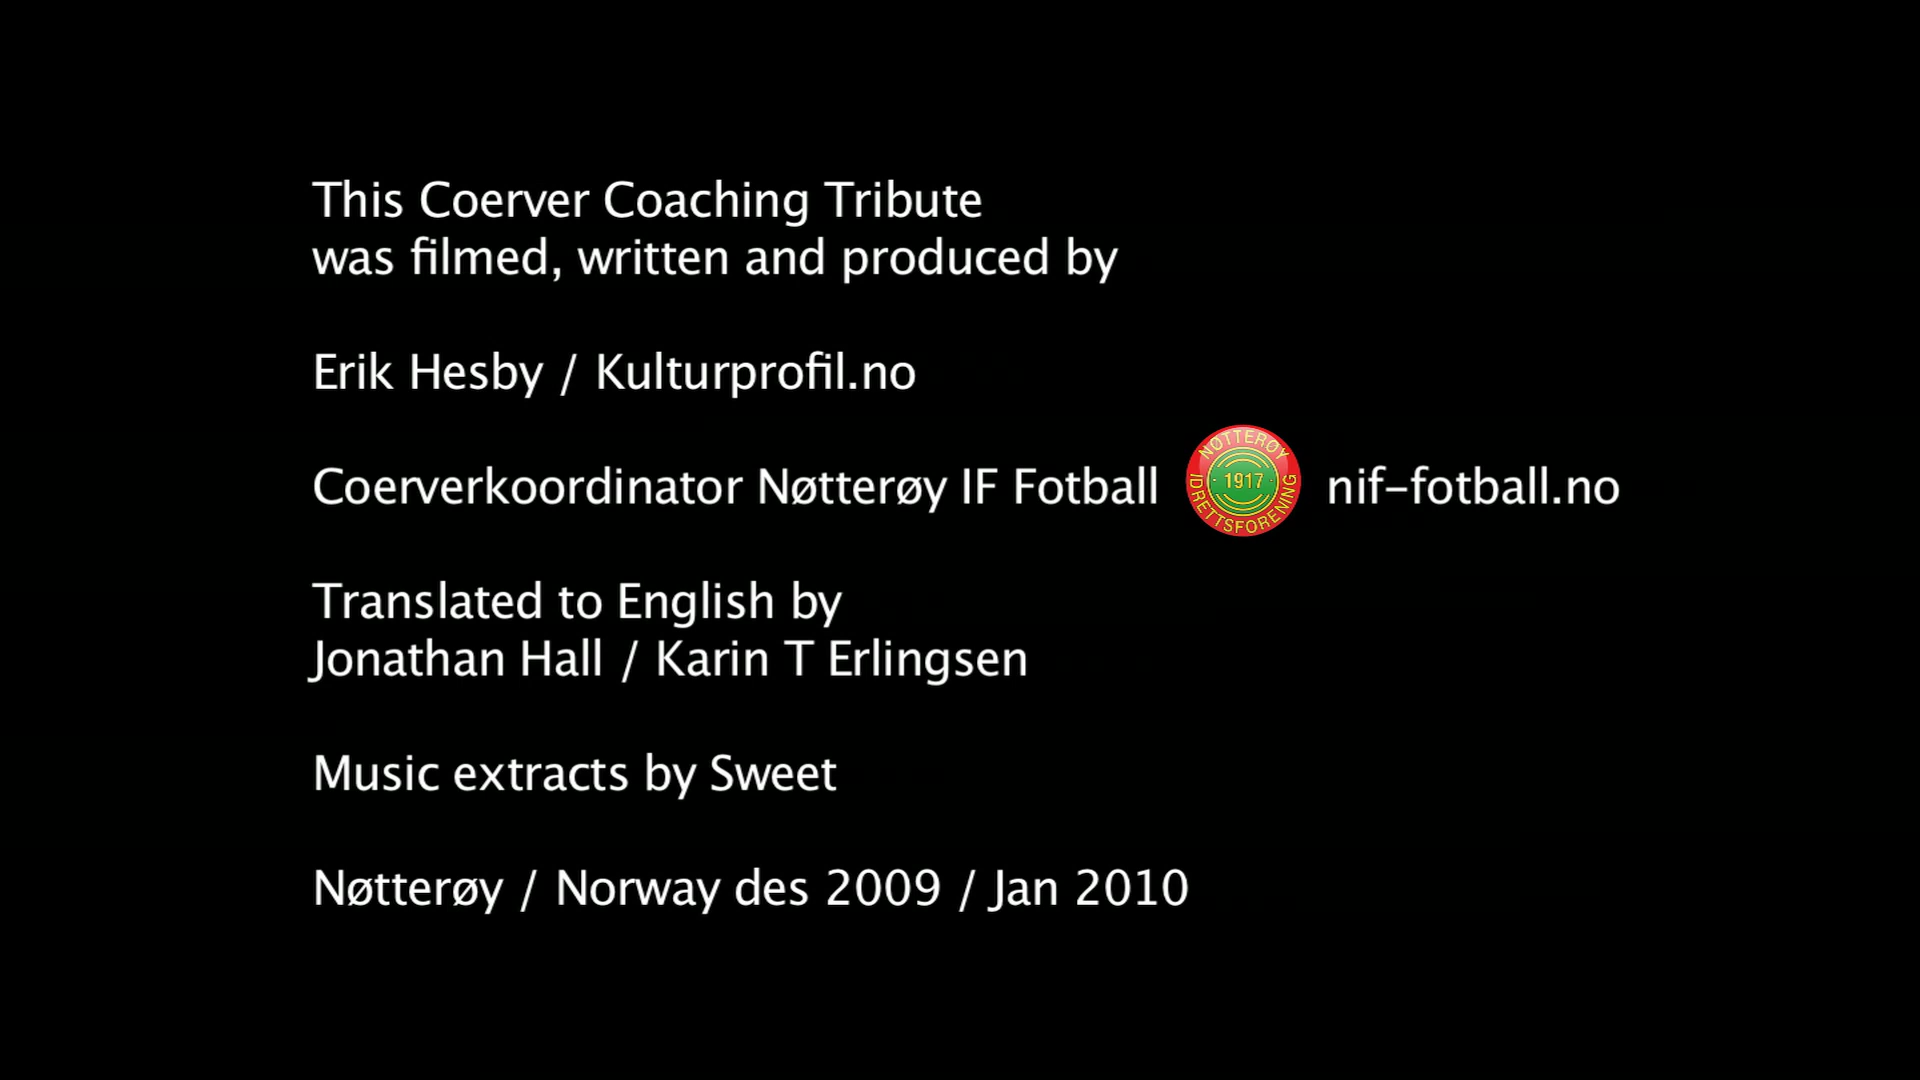 This Coerver Coaching Tribute
was filmed, written and produced by
Erik Hesby / Kulturprofil.no
Coerverkoordinator Nøtterøy IF Fotball NØTTERØY 1917 IDRETTSFORENING nif-fotball.no
Translated to English by
Jonathan Hall / Karin T Erlingsen
Music extracts by Sweet
Nøtterøy / Norway des 2009 / Jan 2010